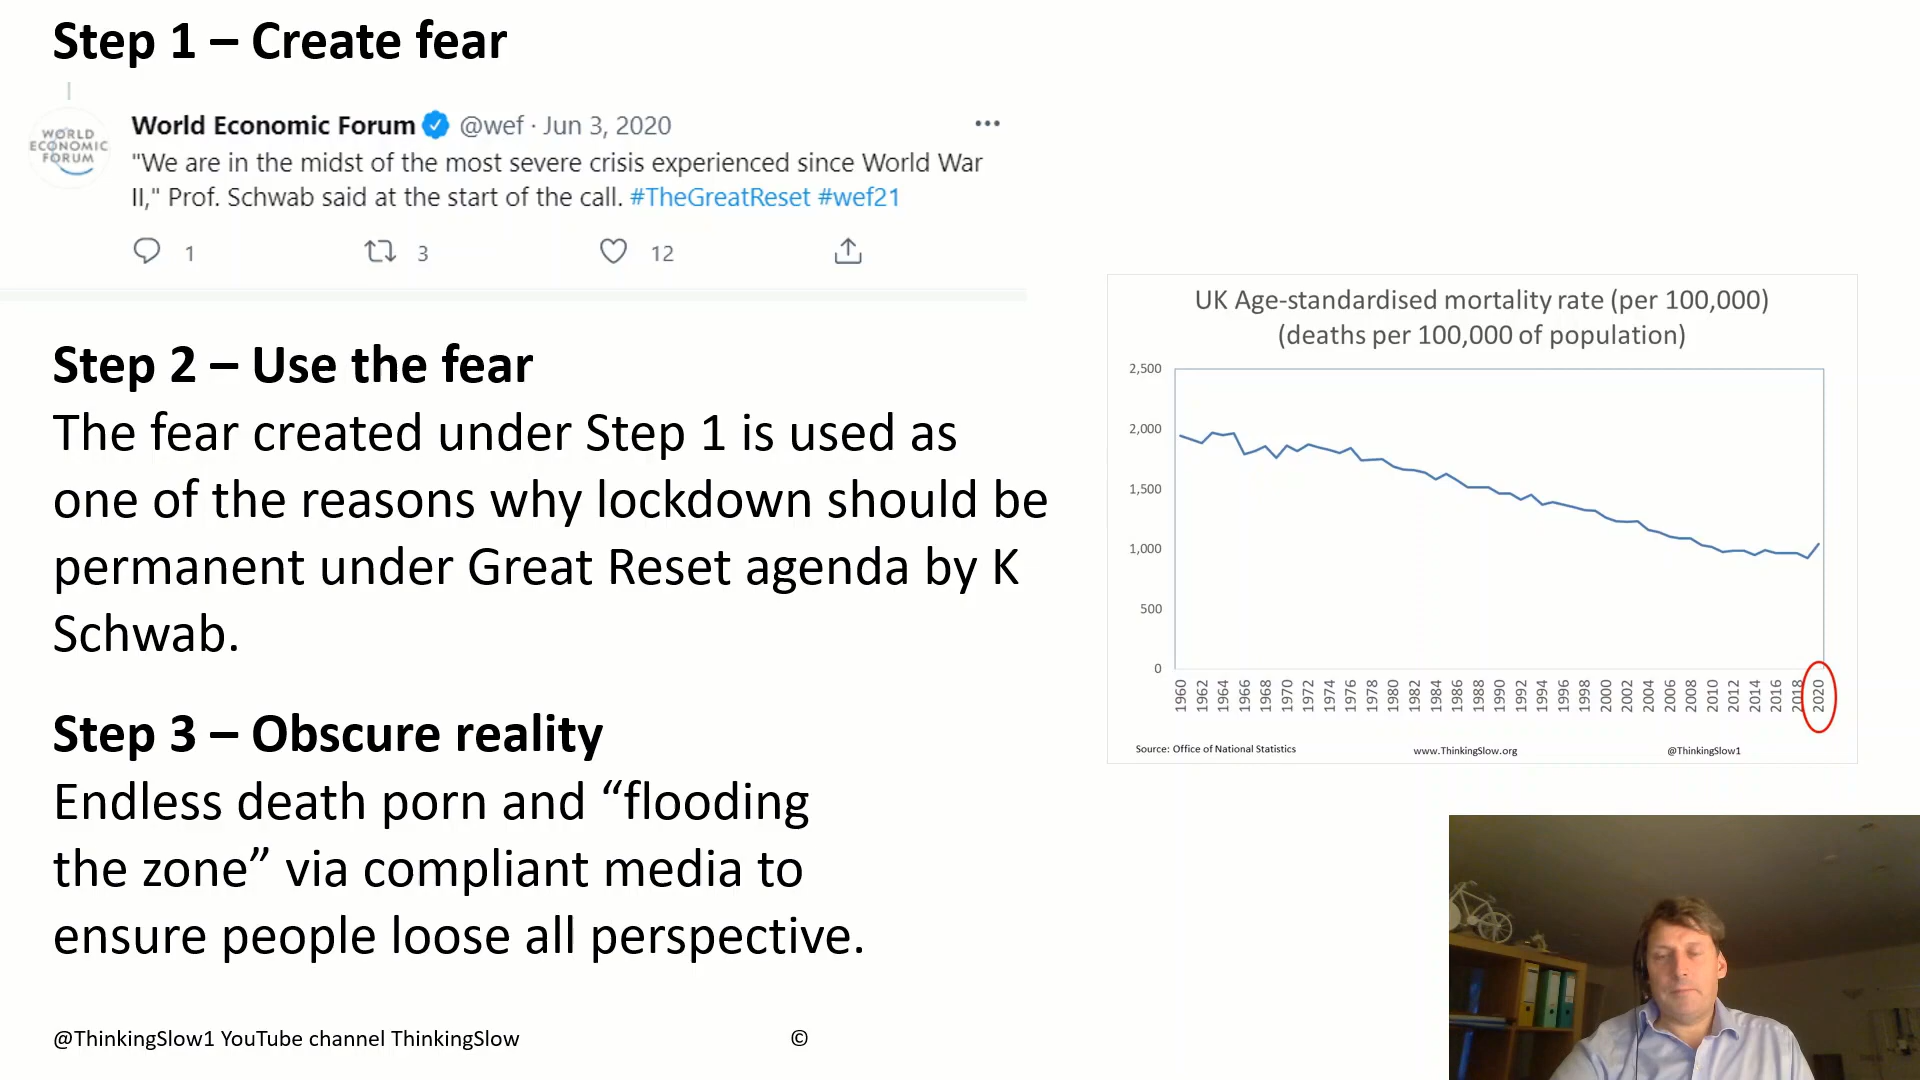 Step 1 – Create fear
WORLD
ECONOMIC
FORUM
World Economic Forum @wef · Jun 3, 2020
"We are in the midst of the most severe crisis experienced since World War
II," Prof. Schwab said at the start of the call. #TheGreatReset #wef21
1 3 12
Step 2 – Use the fear
The fear created under Step 1 is used as
one of the reasons why lockdown should be
permanent under Great Reset agenda by K
Schwab.
Step 3 – Obscure reality
Endless death porn and “flooding
the zone” via compliant media to
ensure people loose all perspective.
@ThinkingSlow1 YouTube channel ThinkingSlow ©
UK Age-standardised mortality rate (per 100,000)
(deaths per 100,000 of population)
2,500
2,000
1,500
1,000
500
0
1960 1962 1964 1966 1968 1970 1972 1974 1976 1978 1980 1982 1984 1986 1988 1990 1992 1994 1996 1998 2000 2002 2004 2006 2008 2010 2012 2014 2016 2018 2020
Source: Office of National Statistics www.ThinkingSlow.org @ThinkingSlow1